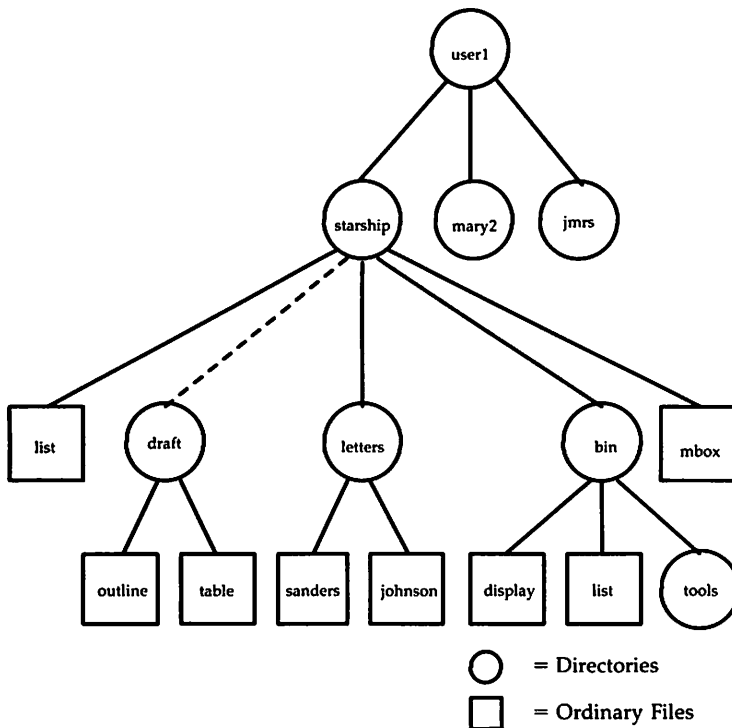 user1
starship
mary2
jmrs
list
draft
letters
bin
mbox
outline
table
sanders
johnson
display
list
tools
= Directories
= Ordinary Files